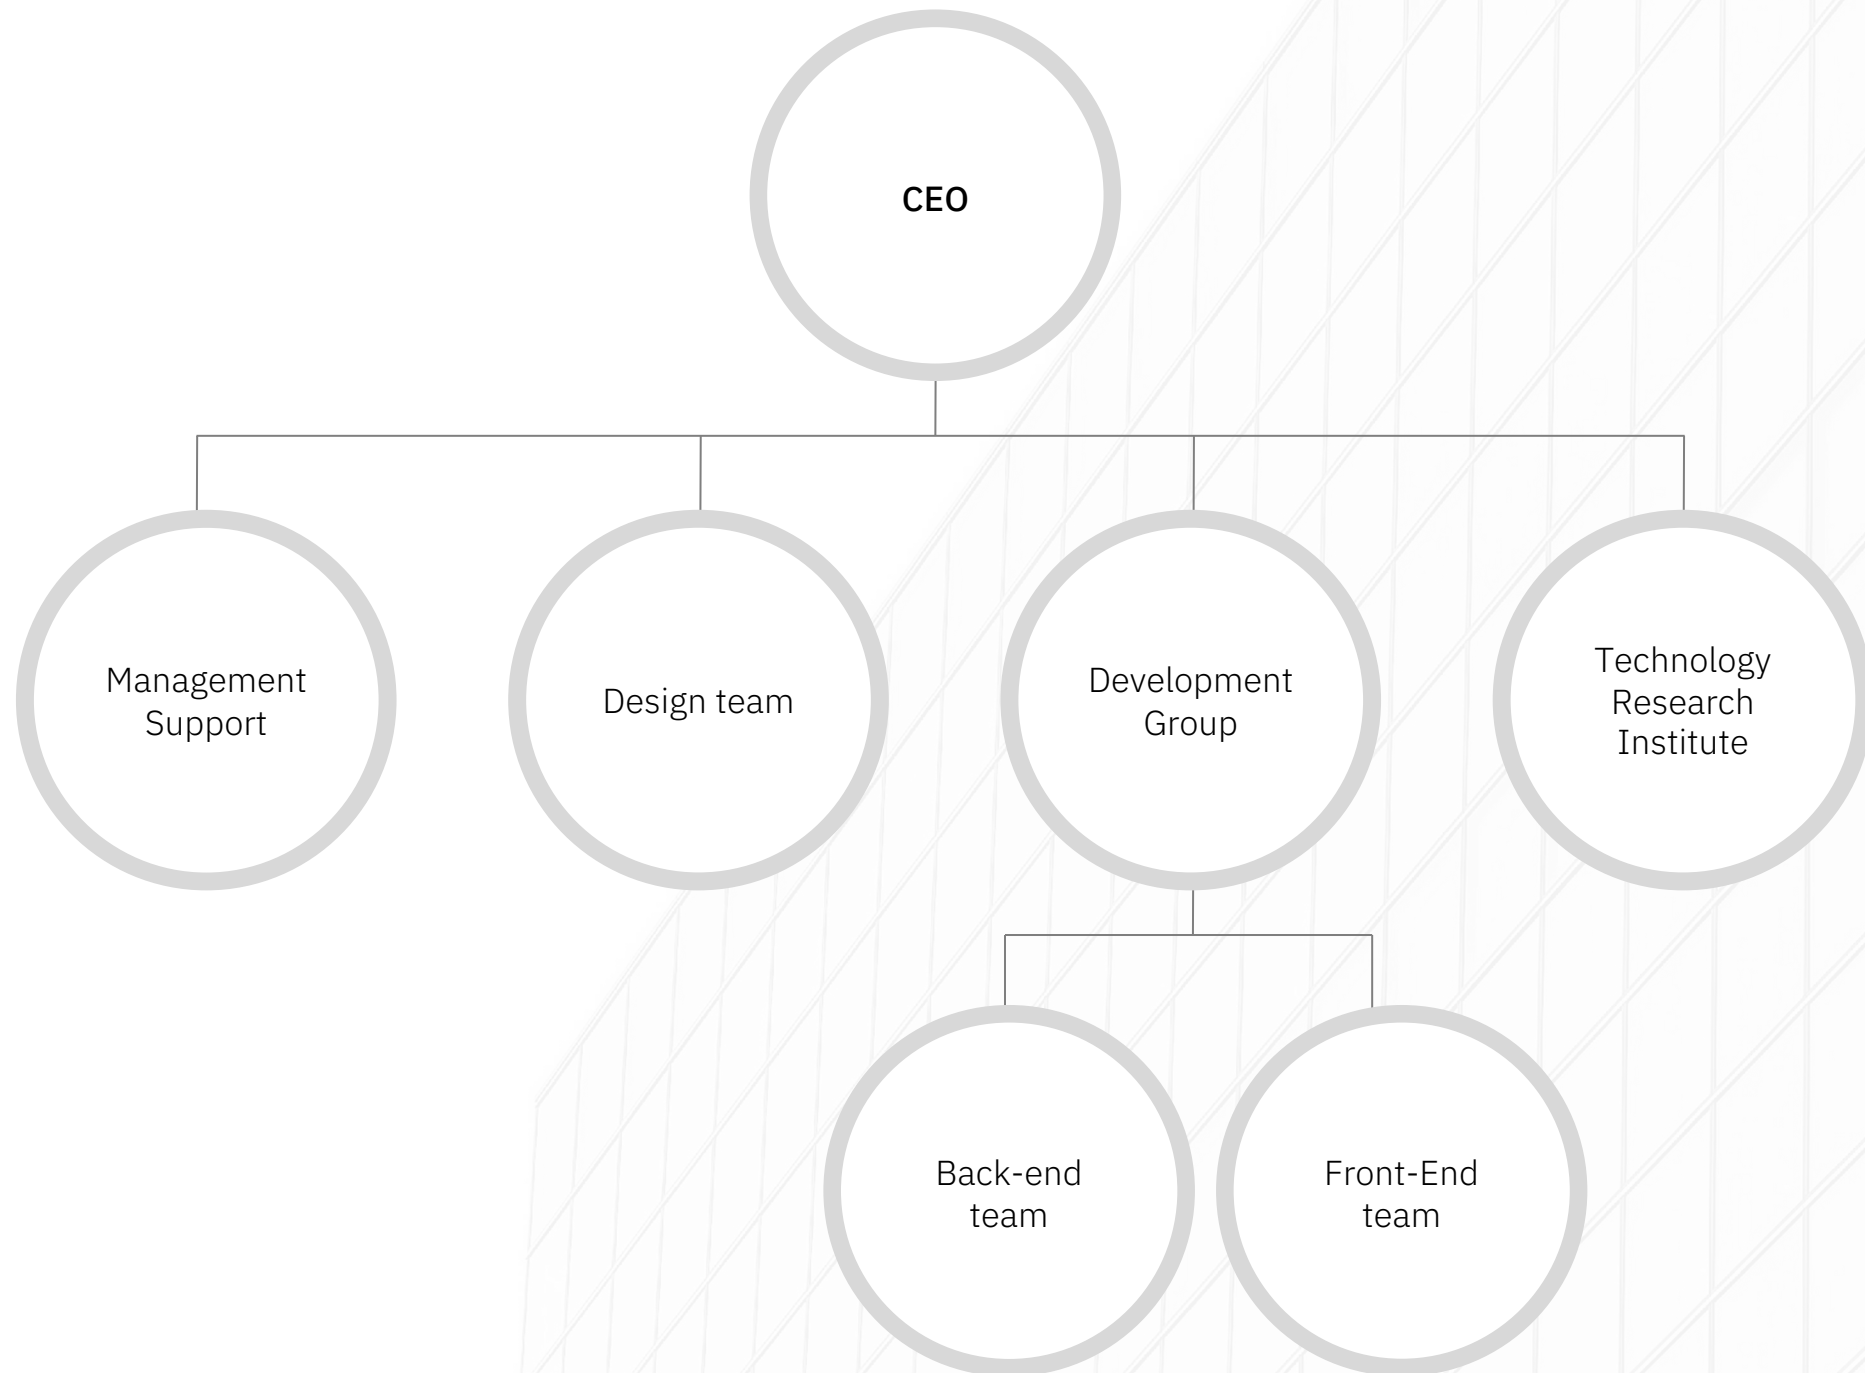 CEO
Management
Support
Design team
Development
Group
Technology
Research
Institute
Back-end
team
Front-End
team